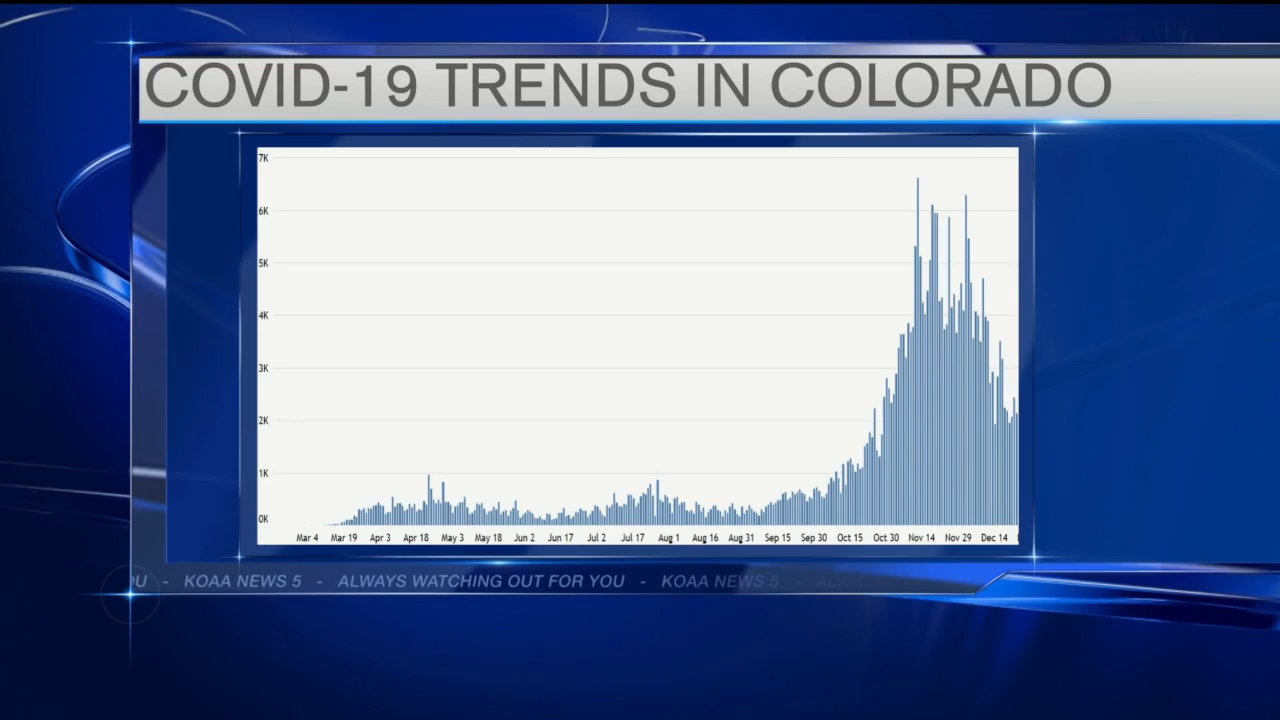 COVID-19 TRENDS IN COLORADO
7K
6K
5K
4K
3K
2K
1K
0K
Mar 4 Mar 19 Apr 3 Apr 18 May 3 May 18 Jun 2 Jun 17 Jul 2 Jul 17 Aug 1 Aug 16 Aug 31 Sep 15 Sep 30 Oct 15 Oct 30 Nov 14 Nov 29 Dec 14
OU - KOAA NEWS 5 - ALWAYS WATCHING OUT FOR YOU - KOAA NEWS 5 - AL